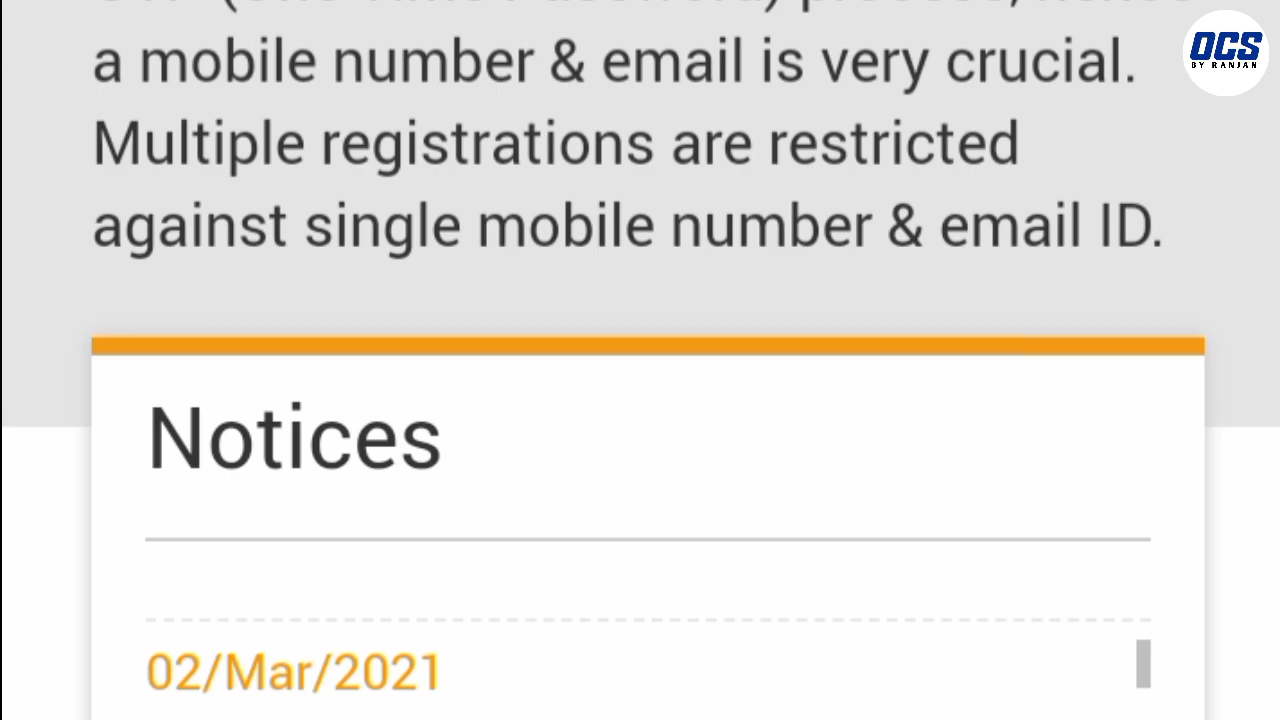 OCS
BY RANJAN
a mobile number & email is very crucial.
Multiple registrations are restricted
against single mobile number & email ID.
Notices
02/Mar/2021